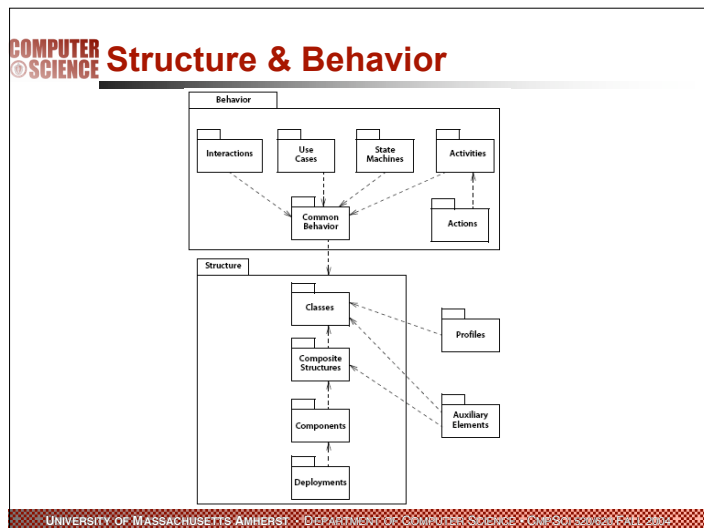 COMPUTER
SCIENCE
Structure & Behavior
Behavior
Interactions
Use
Cases
State
Machines
Activities
Common
Behavior
Actions
Structure
Classes
Profiles
Composite
Structures
Auxiliary
Elements
Components
Deployments
UNIVERSITY OF MASSACHUSETTS AMHERST • DEPARTMENT OF COMPUTER SCIENCE • CMPSCI 520/620 FALL 2004